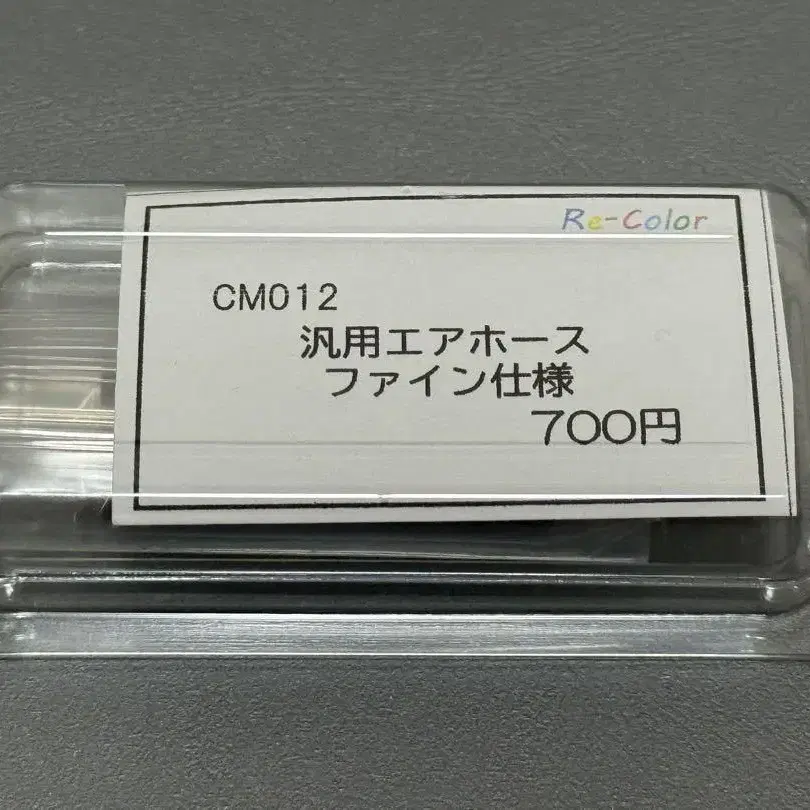 Re-Color
CM012
汎用エアホース
ファイン仕様
700円